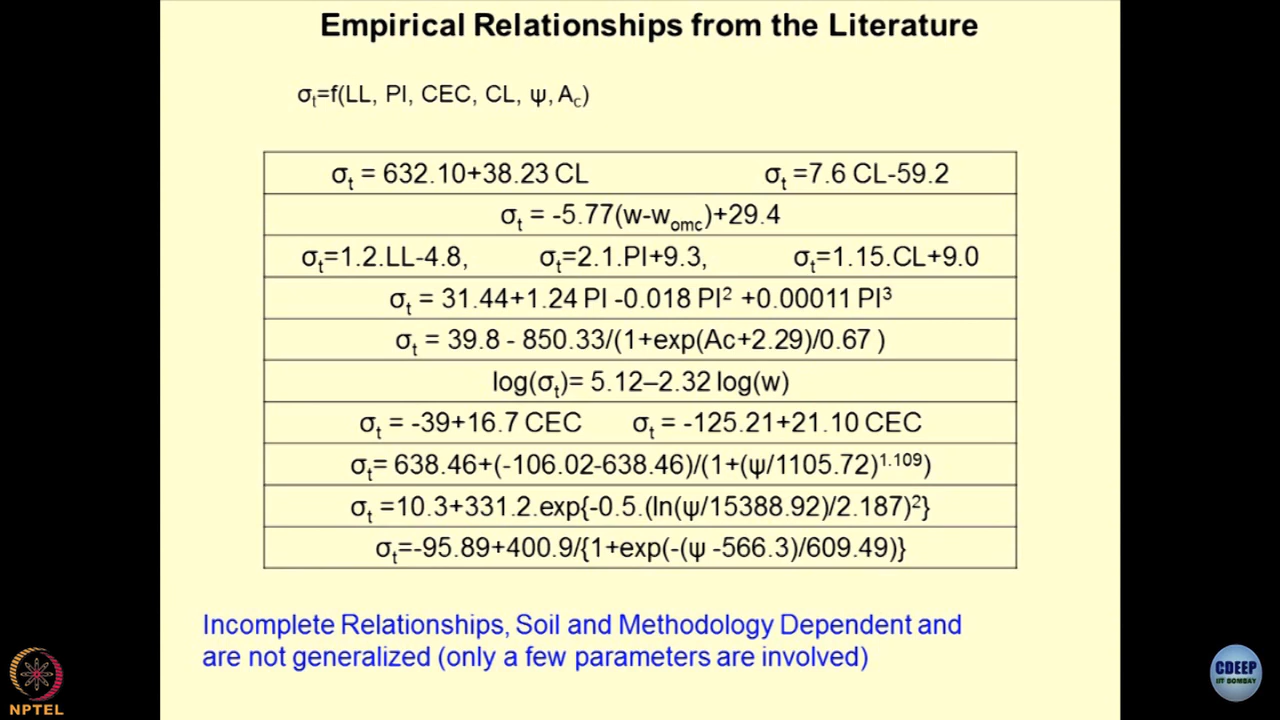 Empirical Relationships from the Literature
σt=f(LL, PI, CEC, CL, ψ, Ac)
σt = 632.10+38.23 CL σt =7.6 CL-59.2
σt = -5.77(w-womc)+29.4
σt=1.2.LL-4.8, σt=2.1.PI+9.3, σt=1.15.CL+9.0
σt = 31.44+1.24 PI -0.018 PI² +0.00011 PI³
σt = 39.8 - 850.33/(1+exp(Ac+2.29)/0.67 )
log(σt)= 5.12–2.32 log(w)
σt = -39+16.7 CEC σt = -125.21+21.10 CEC
σt= 638.46+(-106.02-638.46)/(1+(ψ/1105.72)^1.109)
σt =10.3+331.2.exp{-0.5.(ln(ψ/15388.92)/2.187)²}
σt=-95.89+400.9/{1+exp(-(ψ -566.3)/609.49)}
Incomplete Relationships, Soil and Methodology Dependent and
are not generalized (only a few parameters are involved)
NPTEL
CDEEP
IIT BOMBAY